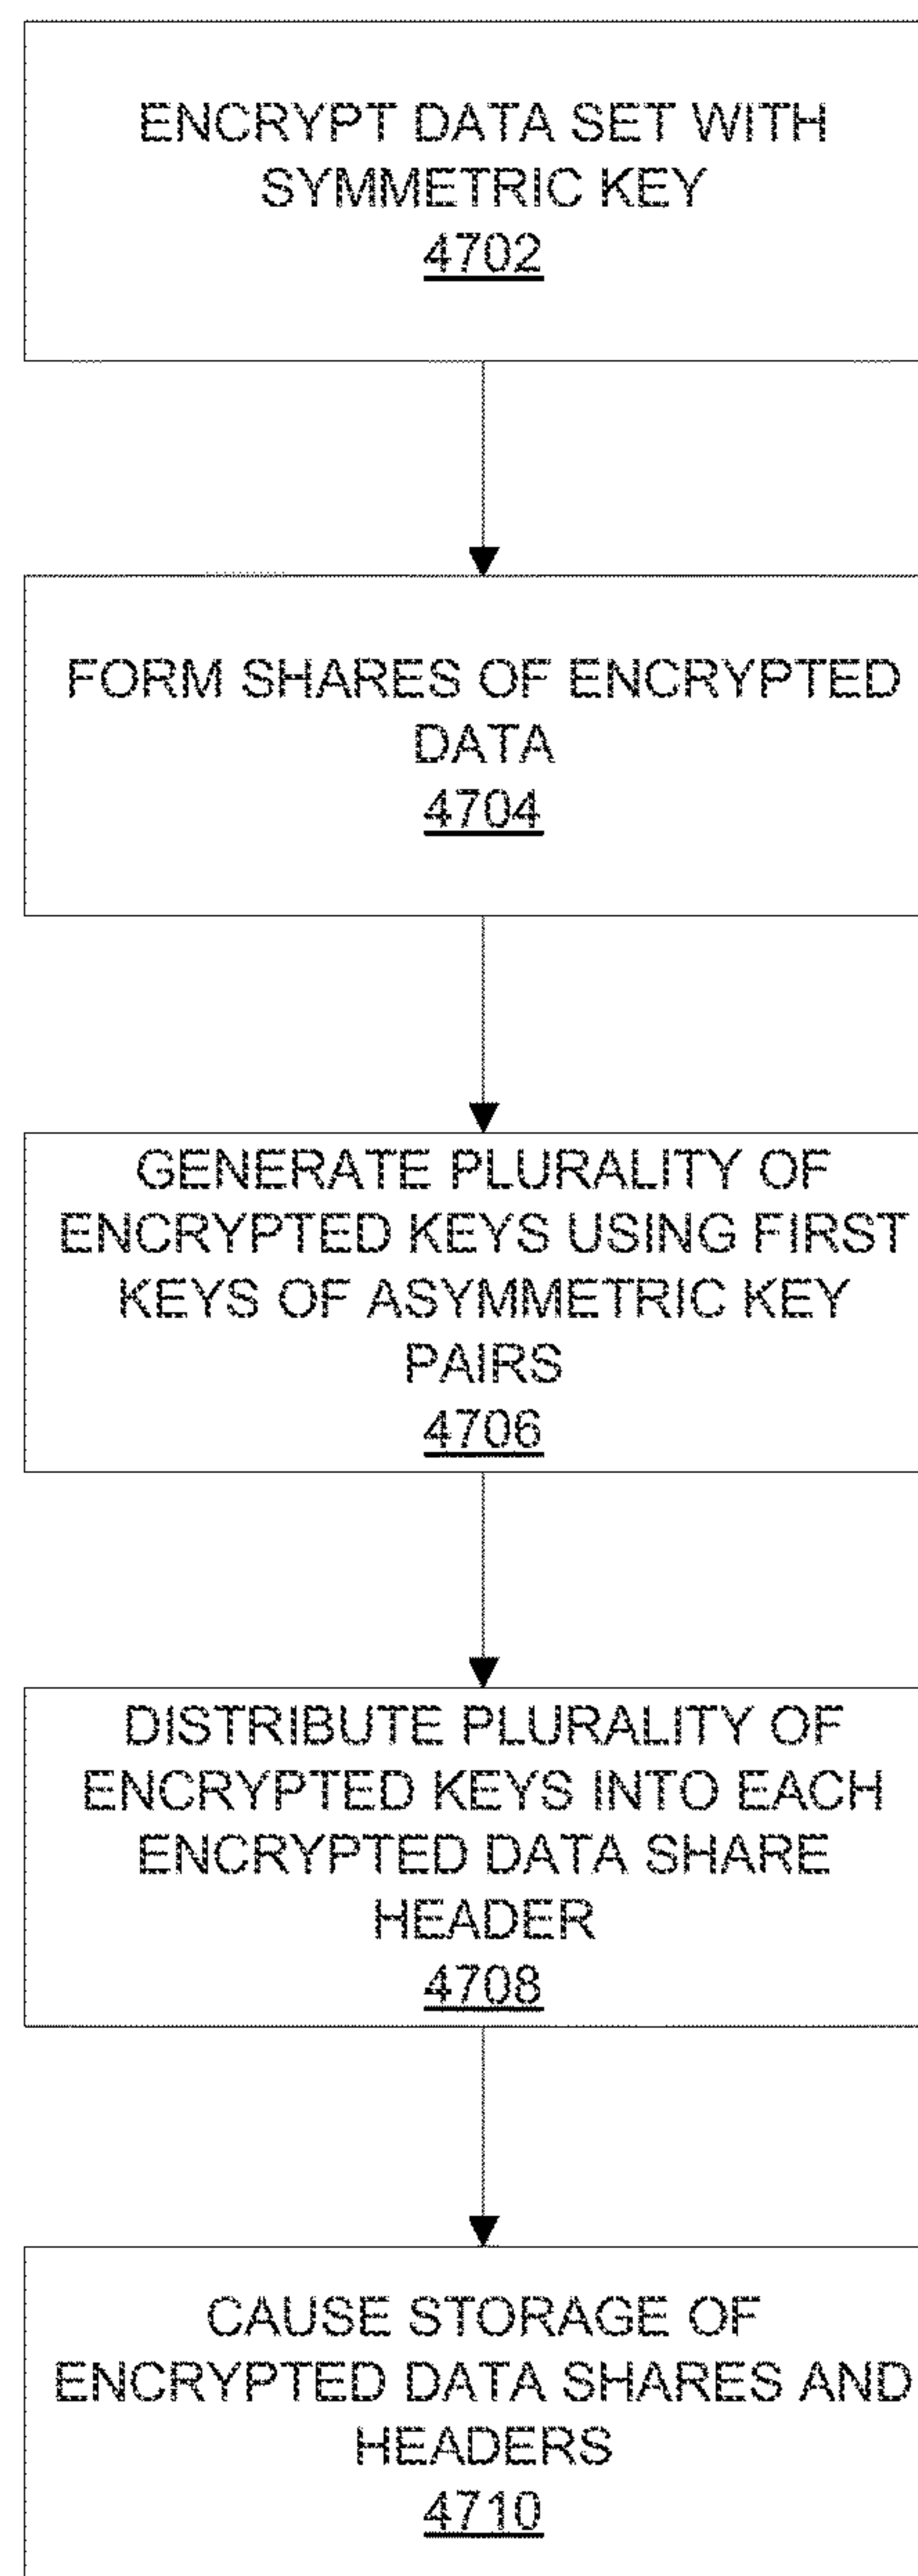 ENCRYPT DATA SET WITH
SYMMETRIC KEY
4702
FORM SHARES OF ENCRYPTED
DATA
4704
GENERATE PLURALITY OF
ENCRYPTED KEYS USING FIRST
KEYS OF ASYMMETRIC KEY
PAIRS
4706
DISTRIBUTE PLURALITY OF
ENCRYPTED KEYS INTO EACH
ENCRYPTED DATA SHARE
HEADER
4708
CAUSE STORAGE OF
ENCRYPTED DATA SHARES AND
HEADERS
4710